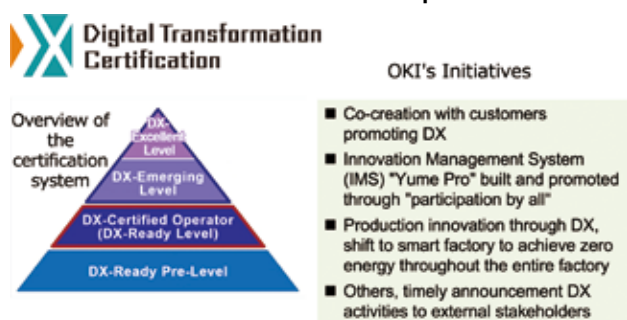 Digital Transformation
Certification
OKI's Initiatives
Overview of
the
certification
system
DX-
Excellent
Level
DX-Emerging
Level
DX-Certified Operator
(DX-Ready Level)
DX-Ready Pre-Level
■ Co-creation with customers
promoting DX
■ Innovation Management System
(IMS) "Yume Pro" built and promoted
through "participation by all"
■ Production innovation through DX,
shift to smart factory to achieve zero
energy throughout the entire factory
■ Others, timely announcement DX
activities to external stakeholders